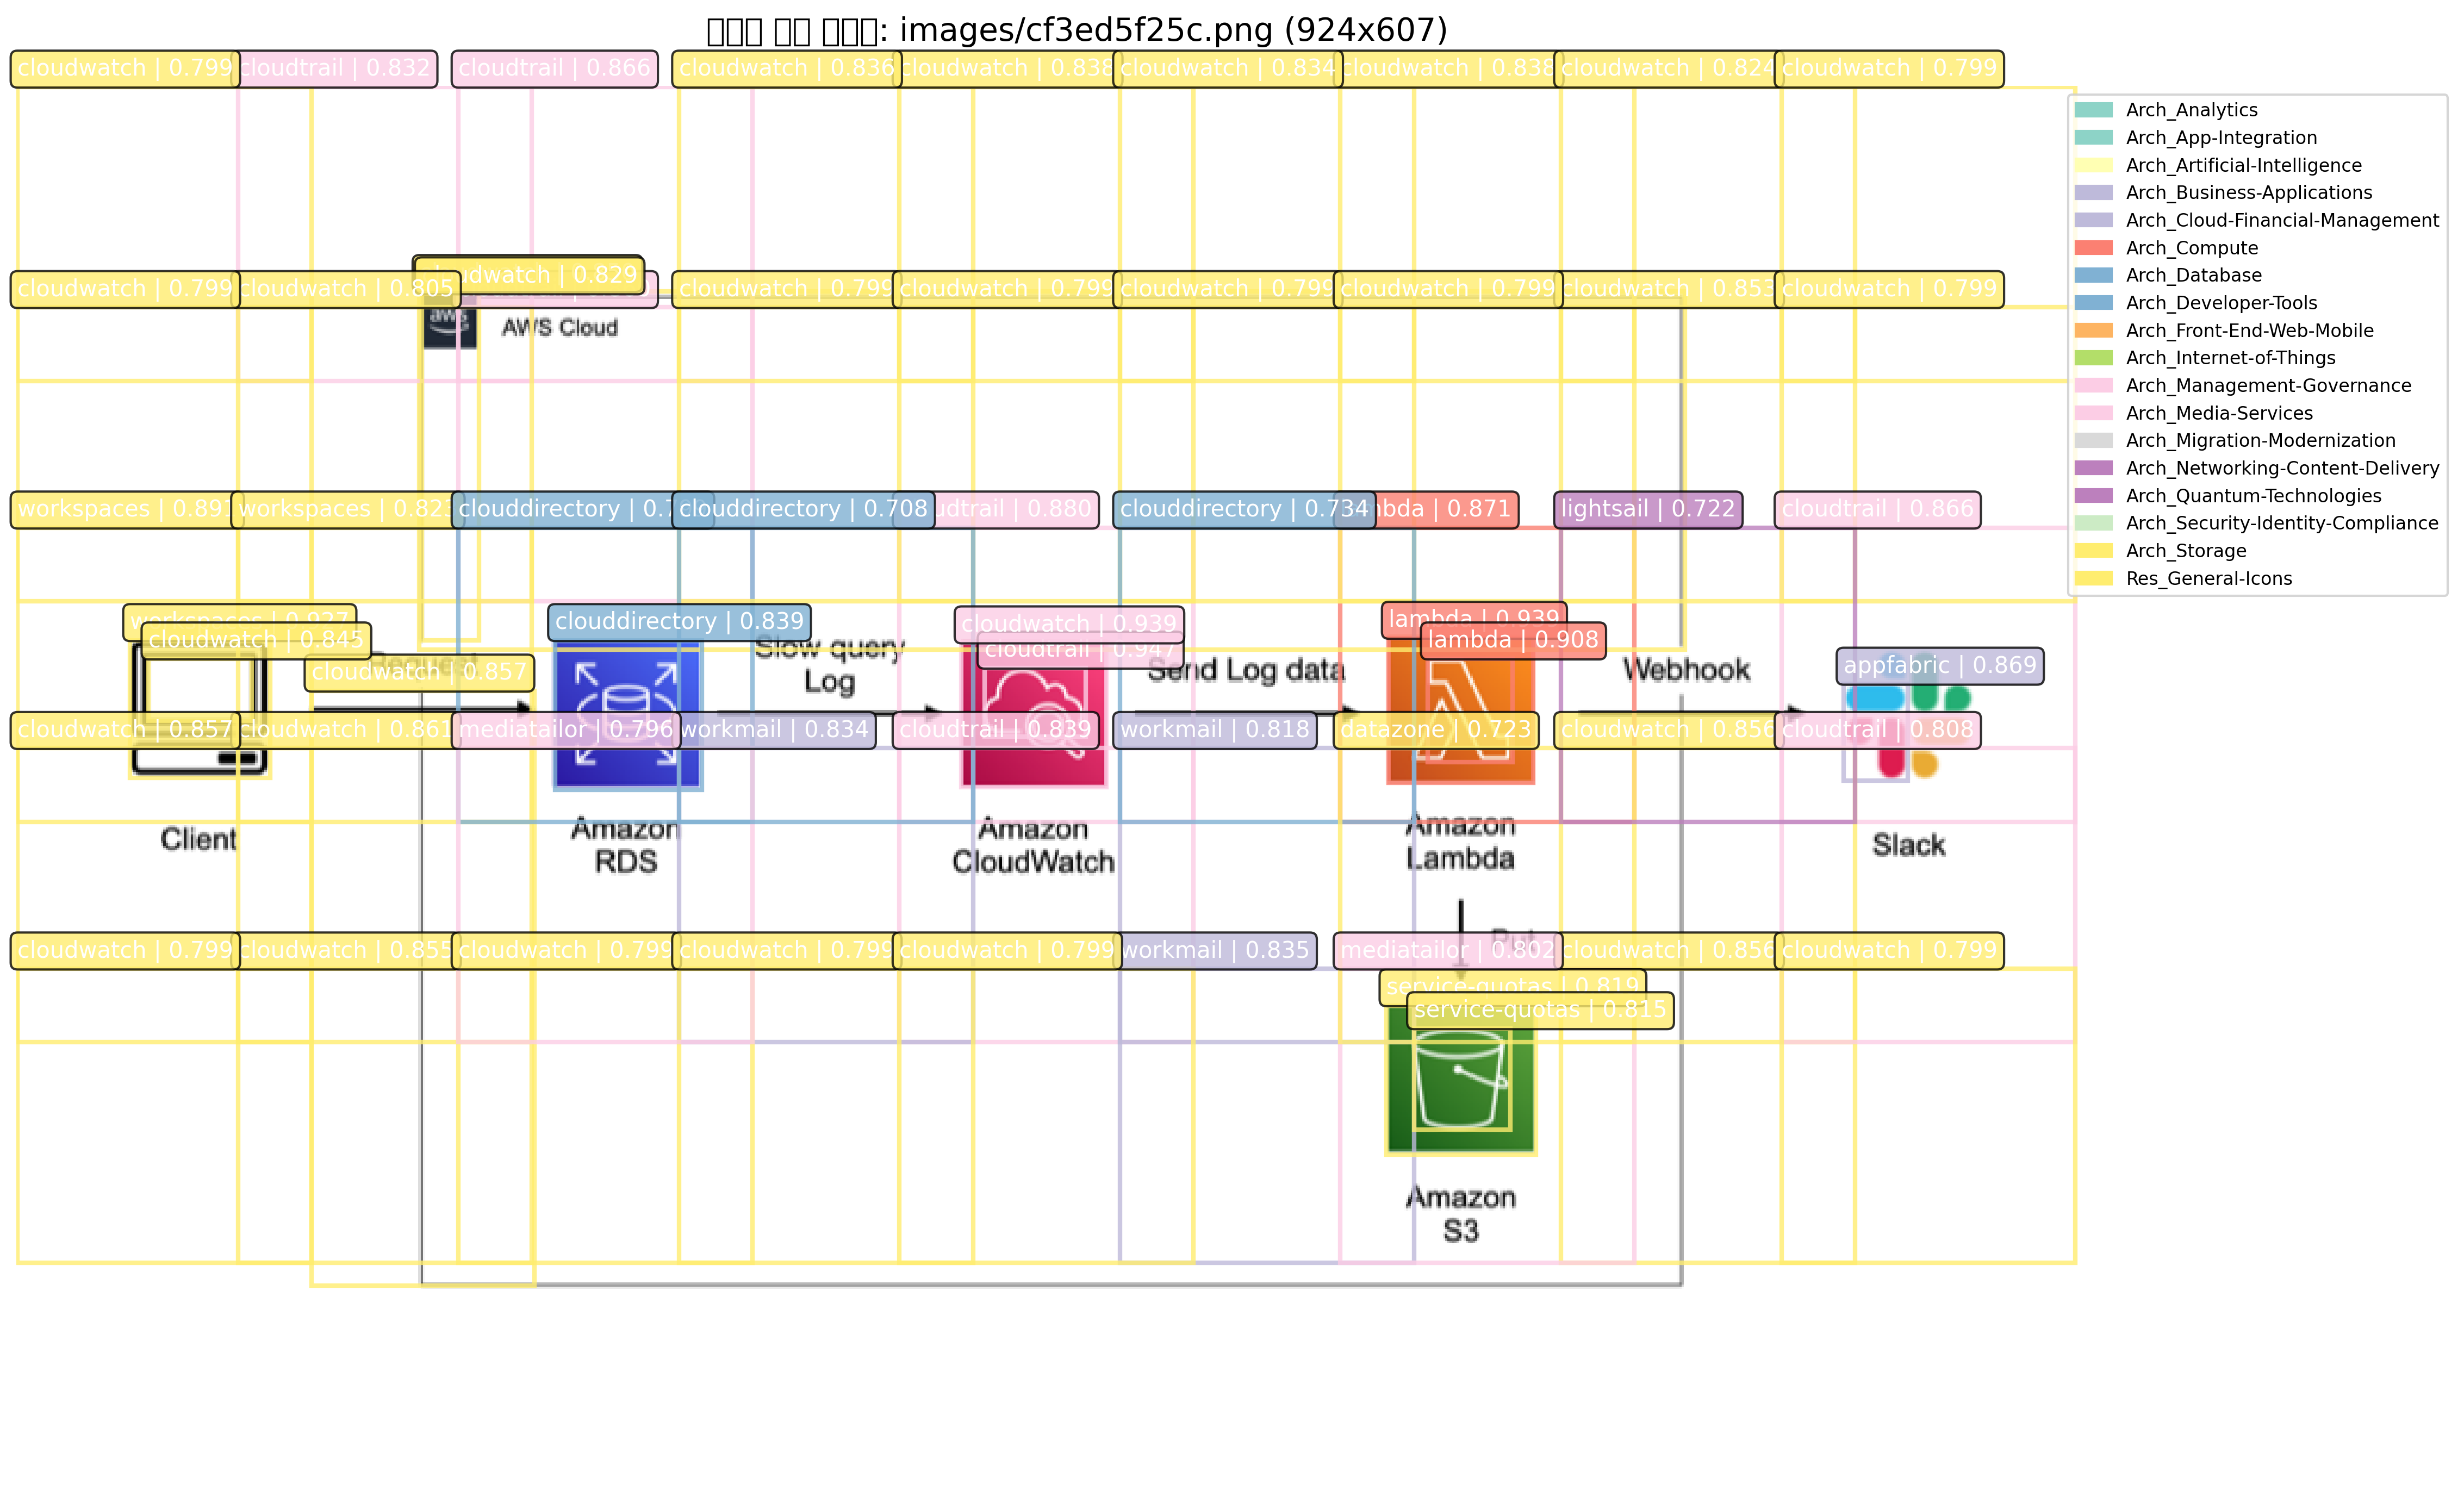 : images/cf3ed5f25c.png (924x607)
cloudwatch | 0.799
cloudtrail | 0.832
cloudtrail | 0.866
cloudwatch | 0.836
cloudwatch | 0.838
cloudwatch | 0.834
cloudwatch | 0.838
cloudwatch | 0.824
cloudwatch | 0.799
Arch_Analytics
Arch_App-Integration
Arch_Artificial-Intelligence
Arch_Business-Applications
Arch_Cloud-Financial-Management
Arch_Compute
Arch_Database
Arch_Developer-Tools
Arch_Front-End-Web-Mobile
Arch_Internet-of-Things
Arch_Management-Governance
Arch_Media-Services
Arch_Migration-Modernization
Arch_Networking-Content-Delivery
Arch_Quantum-Technologies
Arch_Security-Identity-Compliance
Arch_Storage
Res_General-Icons
cloudwatch | 0.799
cloudwatch | 0.805
cloudwatch | 0.829
cloudwatch | 0.799
cloudwatch | 0.799
cloudwatch | 0.799
cloudwatch | 0.799
cloudwatch | 0.853
cloudwatch | 0.799
aws
AWS Cloud
workspaces | 0.89
workspaces | 0.82
clouddirectory | 0.7
clouddirectory | 0.708
udtrail | 0.880
clouddirectory | 0.734
bda | 0.871
lightsail | 0.722
cloudtrail | 0.866
workspaces | 0.927
cloudwatch | 0.845
Request
cloudwatch | 0.857
clouddirectory | 0.839
Slow query
Log
cloudwatch | 0.939
cloudtrail | 0.947
Send Log data
lambda | 0.939
lambda | 0.908
Webhook
appfabric | 0.869
cloudwatch | 0.857
cloudwatch | 0.861
mediatailor | 0.796
workmail | 0.834
cloudtrail | 0.839
workmail | 0.818
datazone | 0.723
cloudwatch | 0.856
cloudtrail | 0.808
Client
Amazon
RDS
Amazon
CloudWatch
Amazon
Lambda
Slack
Put
cloudwatch | 0.799
cloudwatch | 0.855
cloudwatch | 0.799
cloudwatch | 0.799
cloudwatch | 0.799
workmail | 0.835
mediatailor | 0.802
cloudwatch | 0.856
cloudwatch | 0.799
service-quotas | 0.819
service-quotas | 0.815
Amazon
S3